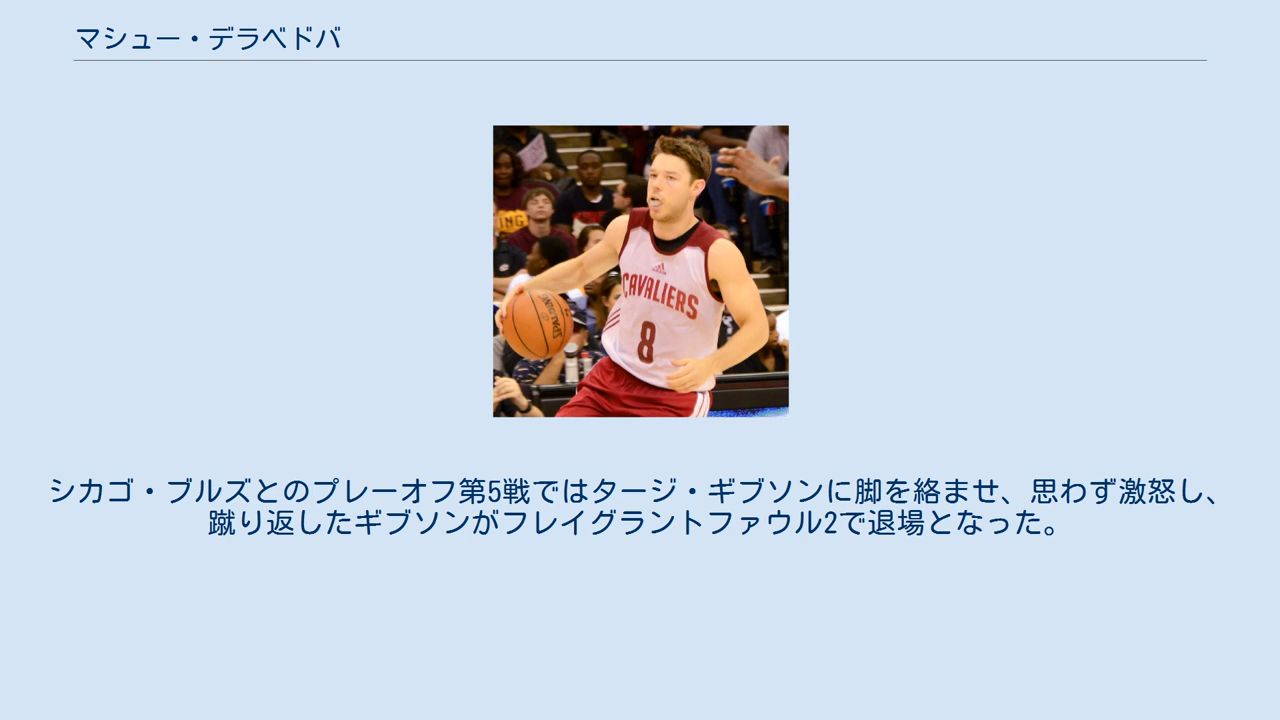 マシュー・デラベドバ
ING
CAVALIERS
8
SPALDING
シカゴ・ブルズとのプレーオフ第5戦ではタージ・ギブソンに脚を絡ませ、思わず激怒し、
蹴り返したギブソンがフレイグラントファウル2で退場となった。